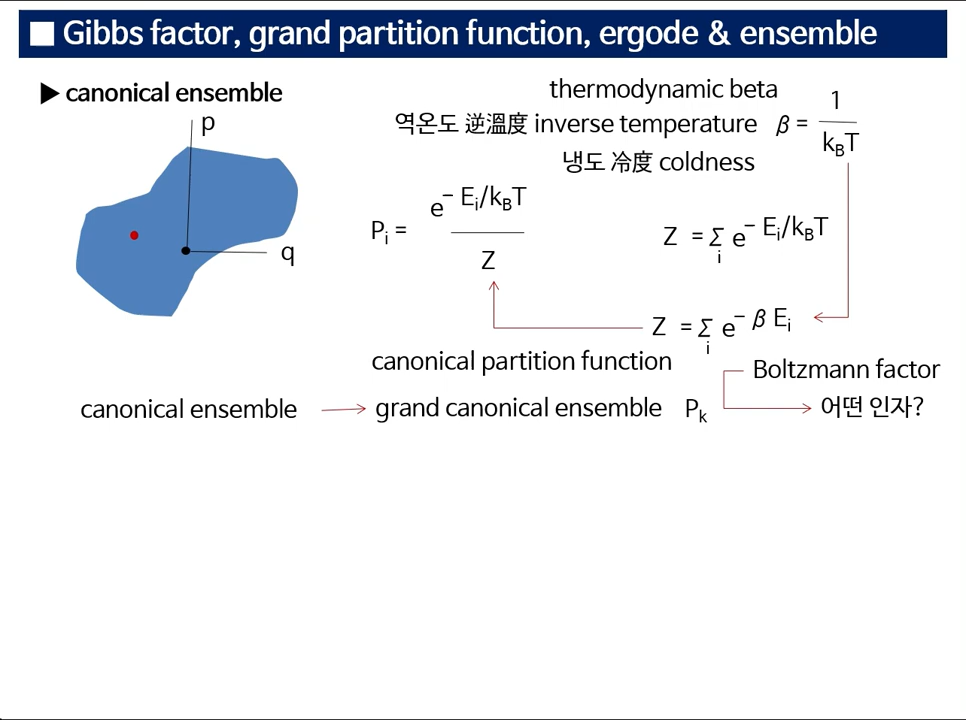 ■ Gibbs factor, grand partition function, ergode & ensemble
▶ canonical ensemble
p
q
thermodynamic beta
역온도 逆溫度 inverse temperature β = 1 / k_BT
냉도 冷度 coldness
P_i = e^{− E_i/k_BT} / Z
Z = Σ_i e^{− E_i/k_BT}
Z = Σ_i e^{− β E_i}
canonical partition function
Boltzmann factor
canonical ensemble → grand canonical ensemble P_k → 어떤 인자?